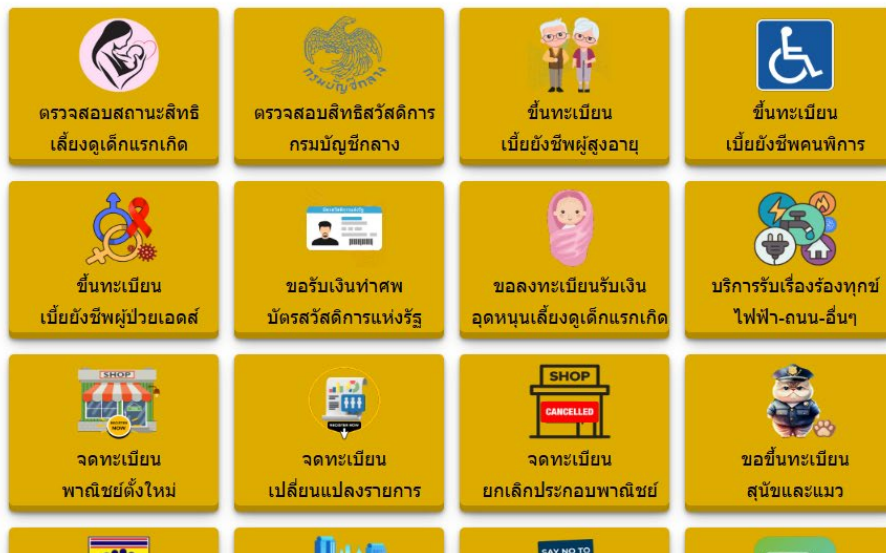 กรมบัญชีกลาง
ตรวจสอบสถานะสิทธิ
เลี้ยงดูเด็กแรกเกิด
ตรวจสอบสิทธิสวัสดิการ
กรมบัญชีกลาง
ขึ้นทะเบียน
เบี้ยยังชีพผู้สูงอายุ
ขึ้นทะเบียน
เบี้ยยังชีพคนพิการ
ขึ้นทะเบียน
เบี้ยยังชีพผู้ป่วยเอดส์
ขอรับเงินทำศพ
บัตรสวัสดิการแห่งรัฐ
ขอลงทะเบียนรับเงิน
อุดหนุนเลี้ยงดูเด็กแรกเกิด
บริการรับเรื่องร้องทุกข์
ไฟฟ้า-ถนน-อื่นๆ
SHOP
REGISTER
NOW
จดทะเบียน
พาณิชย์ตั้งใหม่
REGISTER NOW
จดทะเบียน
เปลี่ยนแปลงรายการ
SHOP
CANCELLED
จดทะเบียน
ยกเลิกประกอบพาณิชย์
ขอขึ้นทะเบียน
สุนัขและแมว
SAY NO TO